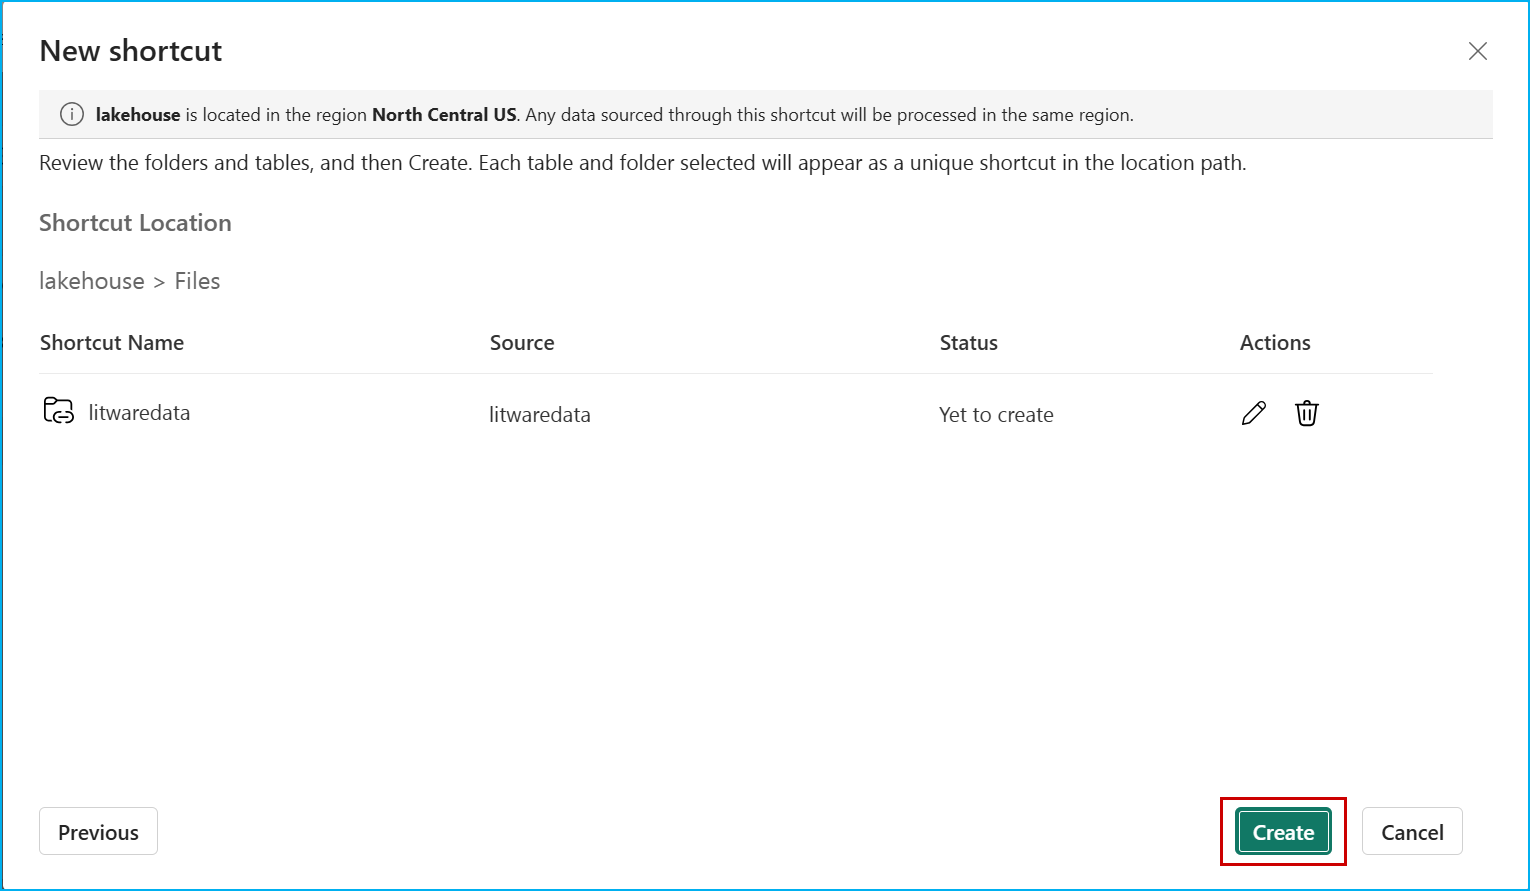 New shortcut
lakehouse is located in the region North Central US. Any data sourced through this shortcut will be processed in the same region.
Review the folders and tables, and then Create. Each table and folder selected will appear as a unique shortcut in the location path.
Shortcut Location
lakehouse > Files
Shortcut Name Source Status Actions
litwaredata litwaredata Yet to create
Previous Create Cancel